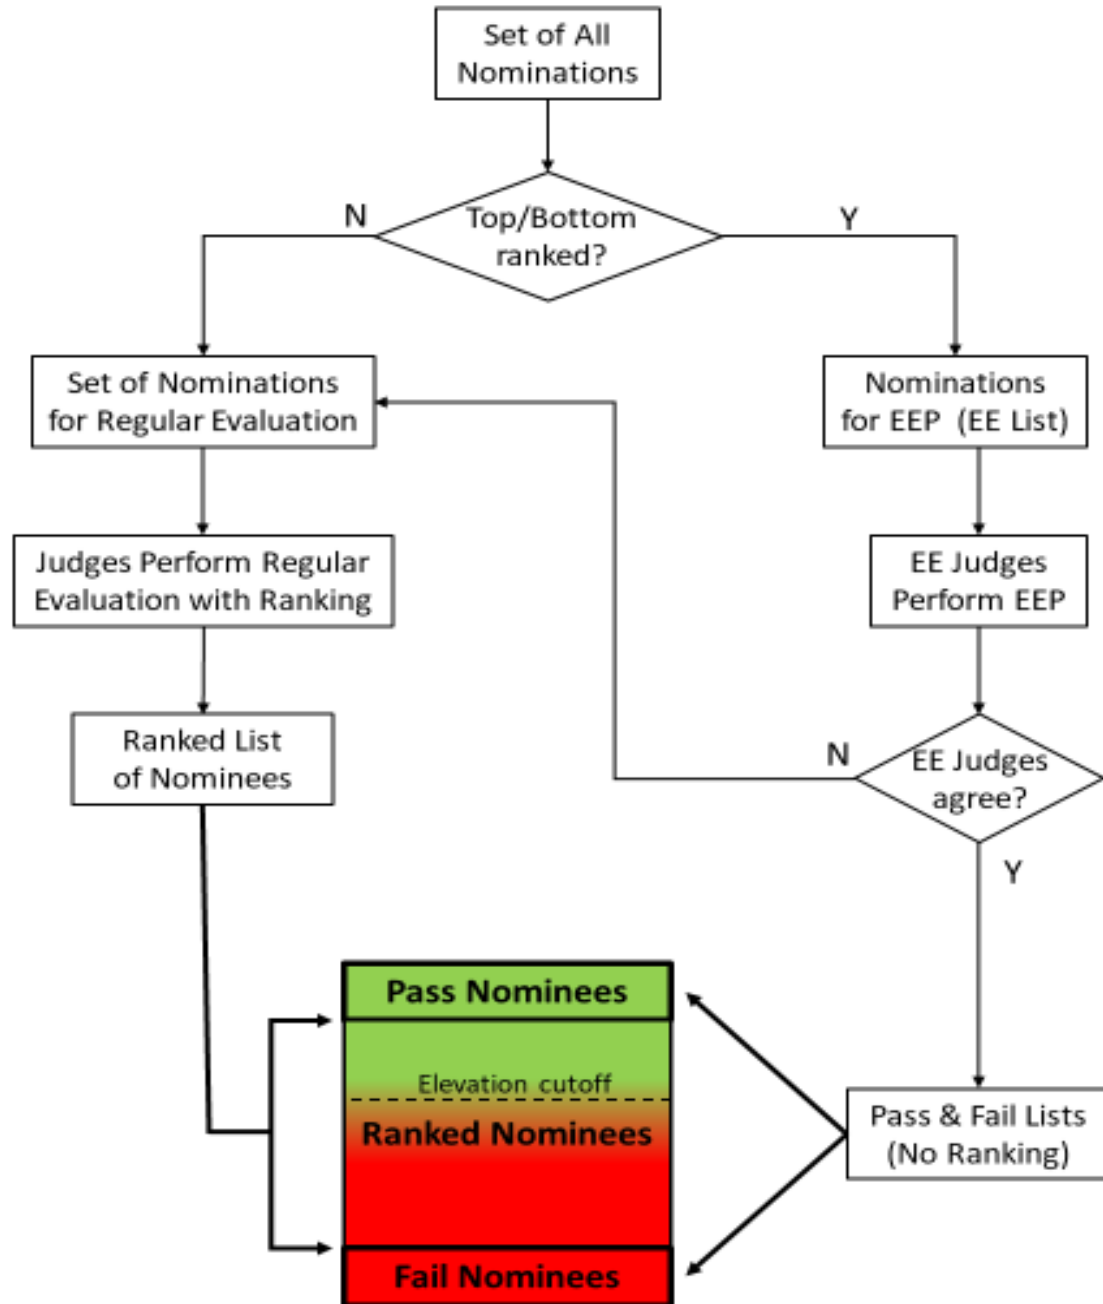 Set of All
Nominations
Top/Bottom
ranked?
N
Y
Set of Nominations
for Regular Evaluation
Nominations
for EEP (EE List)
Judges Perform Regular
Evaluation with Ranking
EE Judges
Perform EEP
Ranked List
of Nominees
N
EE Judges
agree?
Y
Pass Nominees
Elevation cutoff
Ranked Nominees
Fail Nominees
Pass & Fail Lists
(No Ranking)